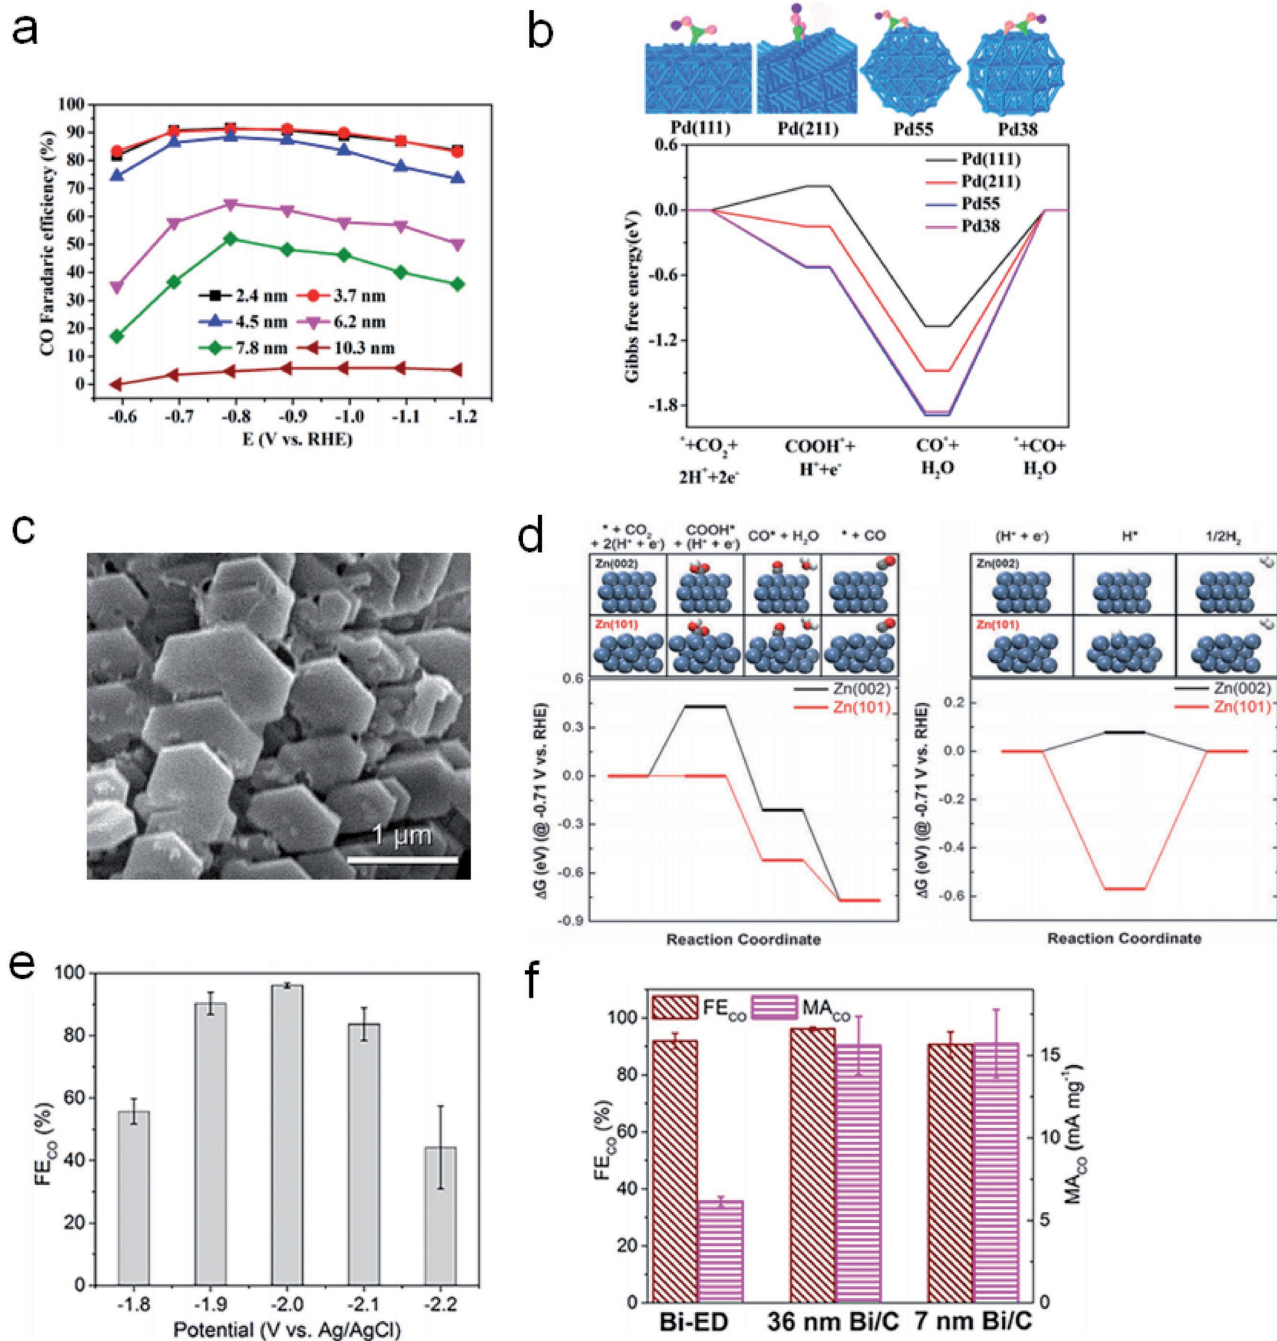 a
CO Faradaric efficiency (%)
100
90
80
70
60
50
40
30
20
10
0
2.4 nm
3.7 nm
4.5 nm
6.2 nm
7.8 nm
10.3 nm
-0.6 -0.7 -0.8 -0.9 -1.0 -1.1 -1.2
E (V vs. RHE)
b
Pd(111) Pd(211) Pd55 Pd38
Gibbs free energy(eV)
0.6
0.0
-0.6
-1.2
-1.8
Pd(111)
Pd(211)
Pd55
Pd38
*+CO₂+ COOH*+ CO*+ *+CO+
2H⁺+2e⁻ H⁺+e⁻ H₂O H₂O
c
1 μm
d
* + CO₂ COOH* CO* + H₂O * + CO
+ 2(H⁺ + e⁻) + (H⁺ + e⁻)
Zn(002)
Zn(101)
ΔG (eV) (@ -0.71 V vs. RHE)
0.6
0.3
0.0
-0.3
-0.6
-0.9
Zn(002)
Zn(101)
Reaction Coordinate
(H⁺ + e⁻) H* 1/2H₂
Zn(002)
Zn(101)
ΔG (eV) (@ -0.71 V vs. RHE)
0.2
0.0
-0.2
-0.4
-0.6
Zn(002)
Zn(101)
Reaction Coordinate
e
FE_CO (%)
100
80
60
40
20
0
-1.8 -1.9 -2.0 -2.1 -2.2
Potential (V vs. Ag/AgCl)
f
FE_CO (%)
100
80
60
40
20
0
FE_CO MA_CO
15
10
5
0
MA_CO (mA mg⁻¹)
Bi-ED 36 nm Bi/C 7 nm Bi/C